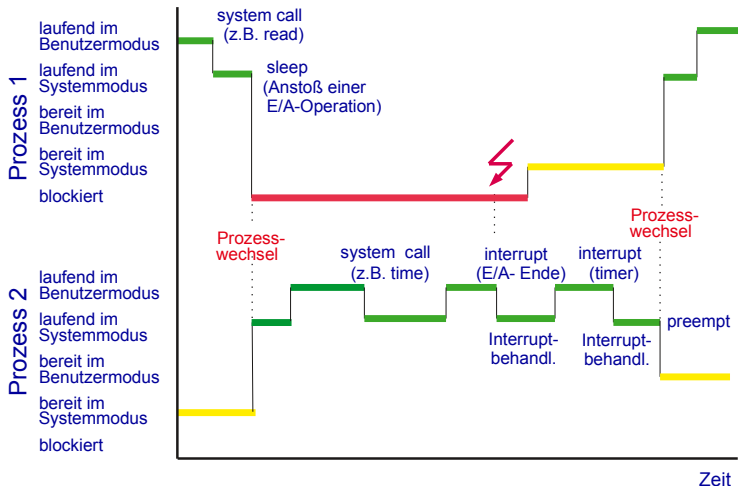 Prozess 1
laufend im
Benutzermodus
laufend im
Systemmodus
bereit im
Benutzermodus
bereit im
Systemmodus
blockiert
system call
(z.B. read)
sleep
(Anstoß einer
E/A-Operation)
Prozess-
wechsel
Prozess-
wechsel
Prozess 2
laufend im
Benutzermodus
laufend im
Systemmodus
bereit im
Benutzermodus
bereit im
Systemmodus
blockiert
system call
(z.B. time)
interrupt
(E/A- Ende)
interrupt
(timer)
Interrupt-
behandl.
Interrupt-
behandl.
preempt
Zeit